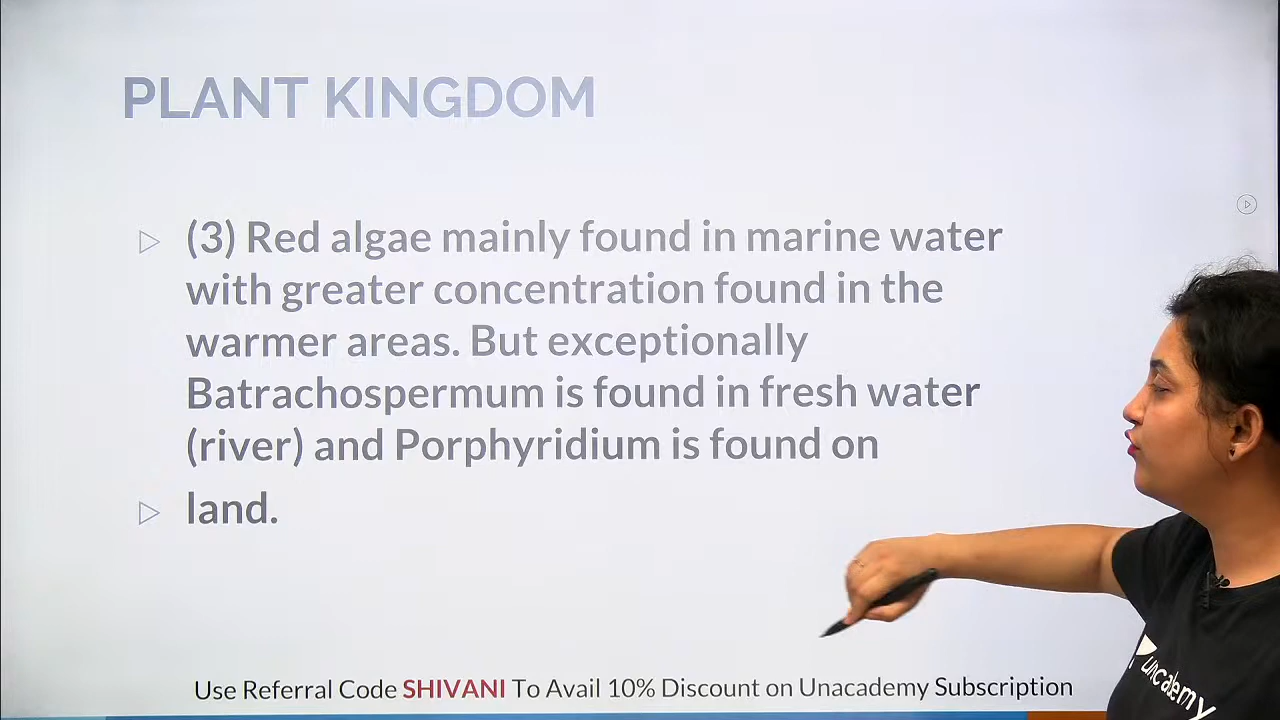 PLANT KINGDOM
(3) Red algae mainly found in marine water
with greater concentration found in the
warmer areas. But exceptionally
Batrachospermum is found in fresh water
(river) and Porphyridium is found on
land.
unacademy
Use Referral Code SHIVANI To Avail 10% Discount on Unacademy Subscription